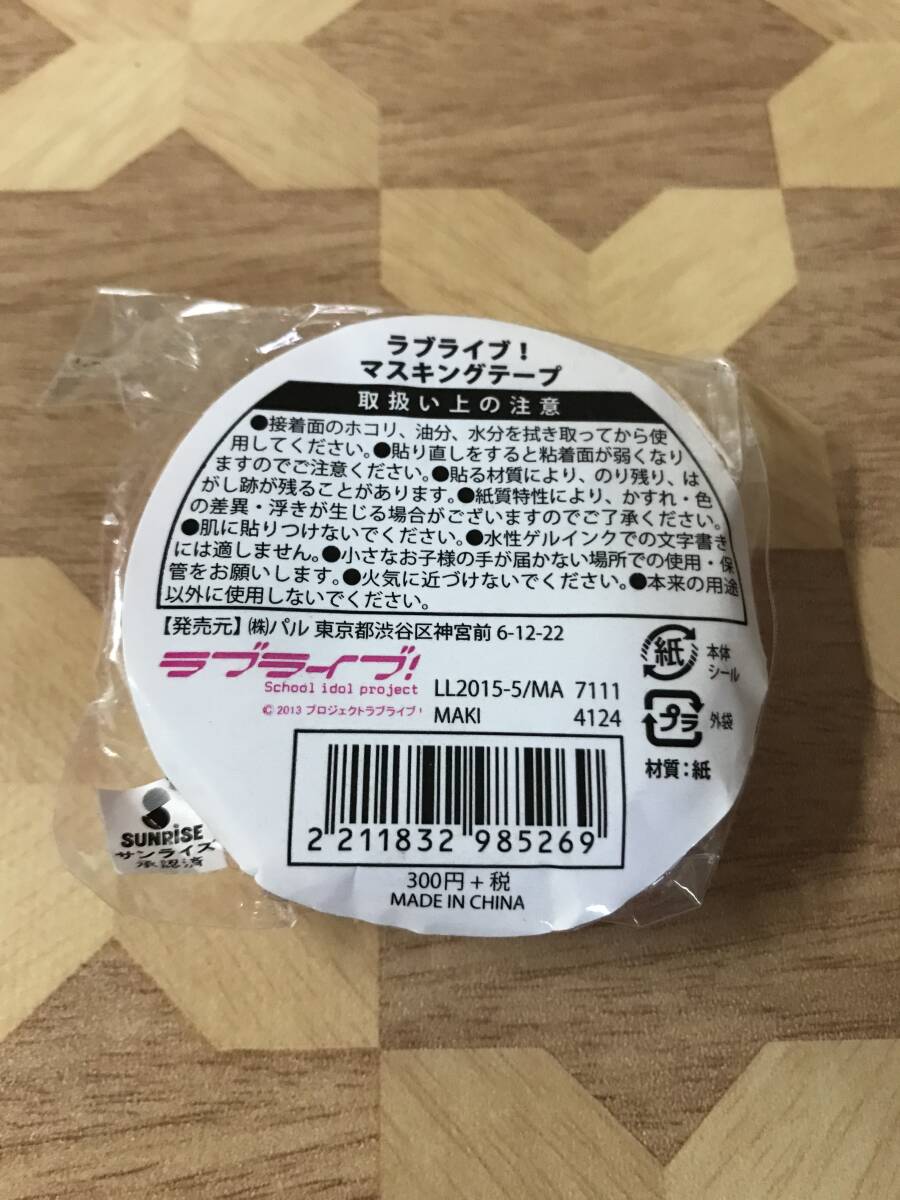 ラブライブ！
マスキングテープ
取扱い上の注意
●接着面のホコリ、油分、水分を拭き取ってから使
用してください。●貼り直しをすると粘着面が弱くなり
ますのでご注意ください。●貼る材質により、のり残り、は
がし跡が残ることがあります。●紙質特性により、かすれ・色
の差異・浮きが生じる場合がございますのでご了承ください。
●肌に貼りつけないでください。●水性ゲルインクでの文字書き
には適しません。●小さなお子様の手が届かない場所での使用・保
管をお願いします。●火気に近づけないでください。●本来の用途
以外に使用しないでください。
【発売元】㈱パル 東京都渋谷区神宮前 6-12-22
ラブライブ!
School idol project
© 2013 プロジェクトラブライブ！
LL2015-5/MA 7111
MAKI 4124
紙 本体
シール
プラ 外袋
材質：紙
2 211832 985269
300円＋税
MADE IN CHINA
SUNRISE
サンライズ
承認済